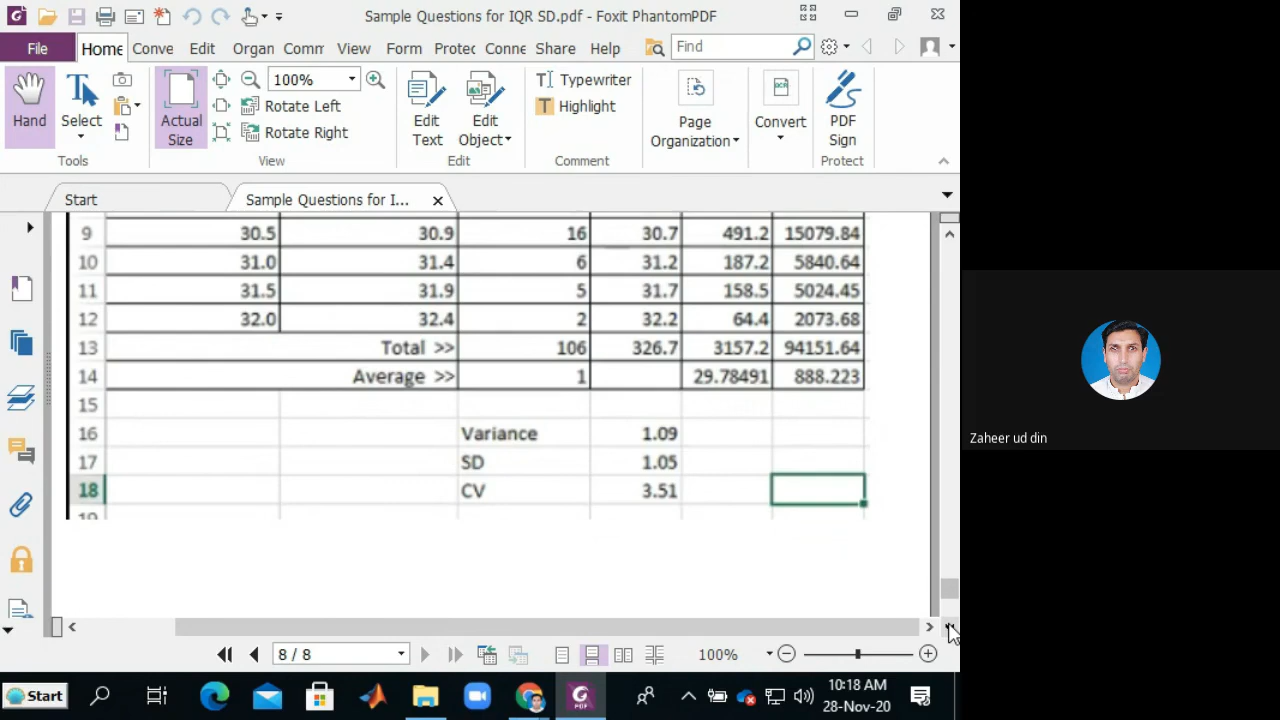 Sample Questions for IQR SD.pdf - Foxit PhantomPDF
File Home Conve Edit Organ Comm View Form Protec Conne Share Help Find
Hand Select Actual Size 100% Rotate Left Rotate Right Edit Text Edit Object Typewriter Highlight Page Organization Convert PDF Sign
Tools View Edit Comment Protect
Start Sample Questions for I...
9 30.5 30.9 16 30.7 491.2 15079.84
10 31.0 31.4 6 31.2 187.2 5840.64
11 31.5 31.9 5 31.7 158.5 5024.45
12 32.0 32.4 2 32.2 64.4 2073.68
13 Total >> 106 326.7 3157.2 94151.64
14 Average >> 1 29.78491 888.223
15
16 Variance 1.09
17 SD 1.05
18 CV 3.51
Zaheer ud din
8 / 8 100%
Start 10:18 AM
28-Nov-20